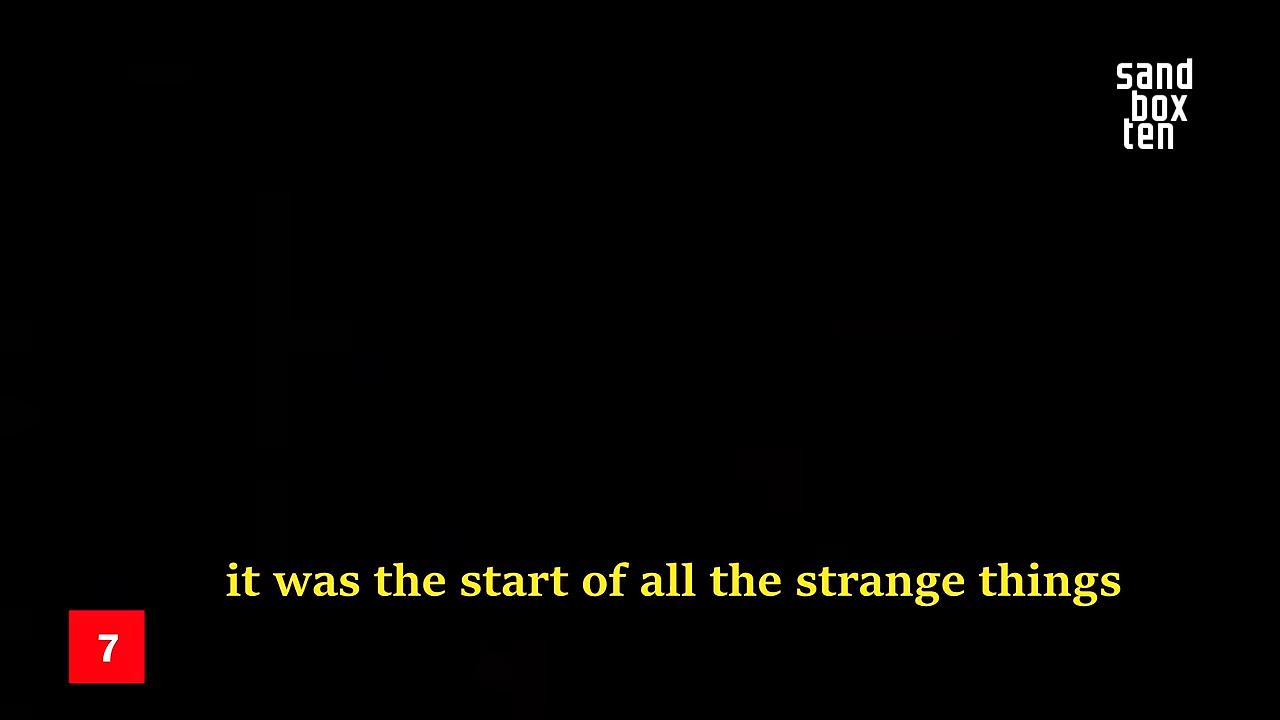 sand
box
ten
it was the start of all the strange things
7